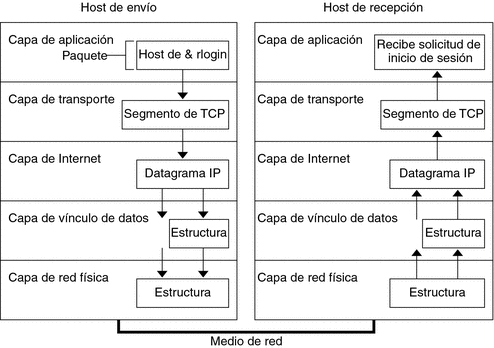 Host de envío
Host de recepción
Capa de aplicación
Paquete
Host de & rlogin
Capa de transporte
Segmento de TCP
Capa de Internet
Datagrama IP
Capa de vínculo de datos
Estructura
Capa de red física
Estructura
Capa de aplicación
Recibe solicitud de
inicio de sesión
Capa de transporte
Segmento de TCP
Capa de Internet
Datagrama IP
Capa de vínculo de datos
Estructura
Capa de red física
Estructura
Medio de red